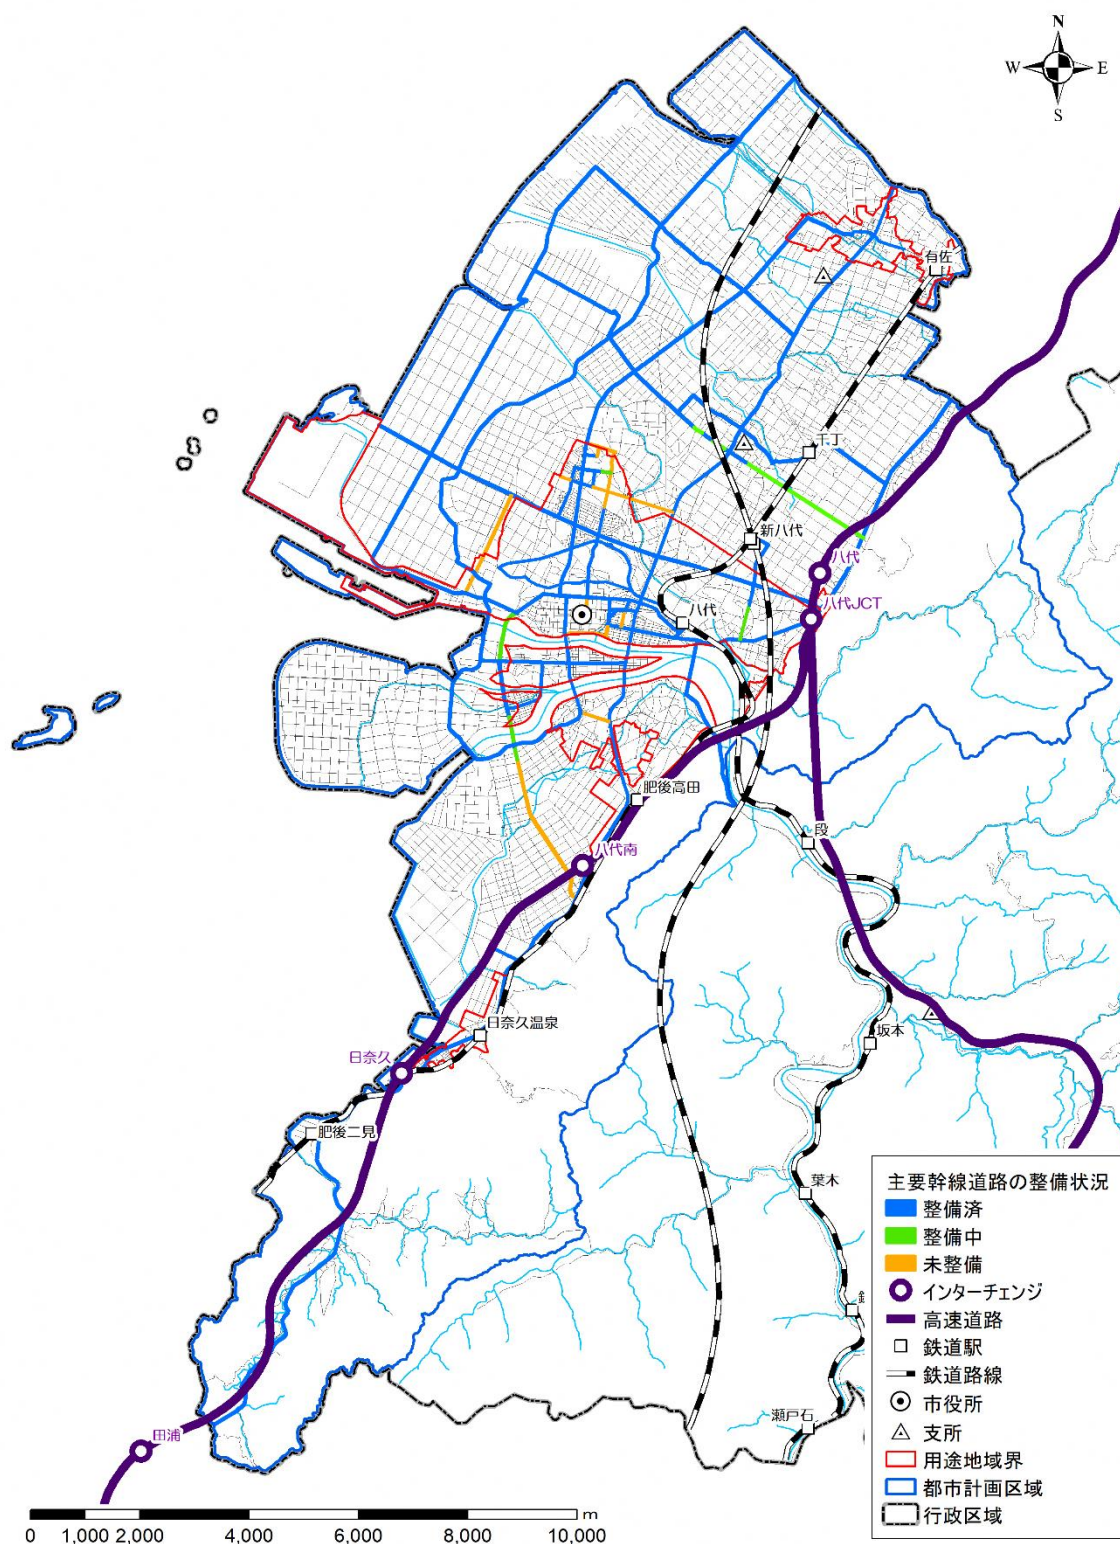 N
W E
S
有佐
千丁
新八代
八代
八代JCT
八代
肥後高田
段
八代南
日奈久温泉
坂本
日奈久
肥後二見
葉木
瀬戸石
田浦
主要幹線道路の整備状況
整備済
整備中
未整備
インターチェンジ
高速道路
鉄道駅
鉄道路線
市役所
支所
用途地域界
都市計画区域
行政区域
0 1,000 2,000 4,000 6,000 8,000 10,000 m